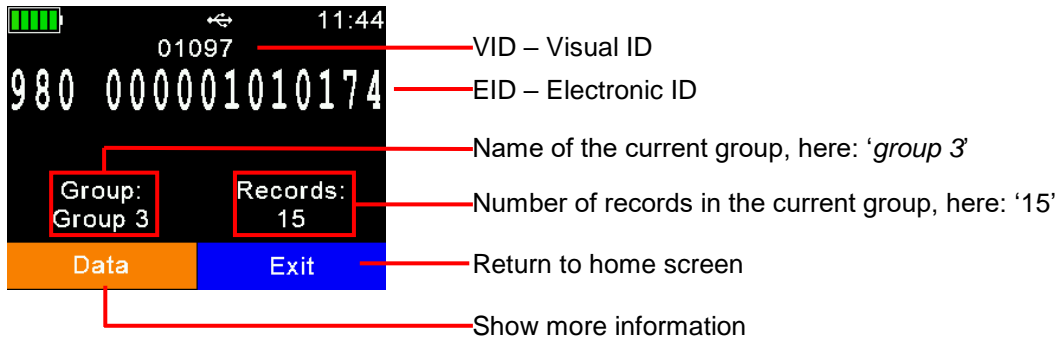 11:44
01097
VID – Visual ID
980 000001010174
EID – Electronic ID
Name of the current group, here: ‘group 3’
Group:
Group 3
Records:
15
Number of records in the current group, here: ‘15’
Data
Exit
Return to home screen
Show more information